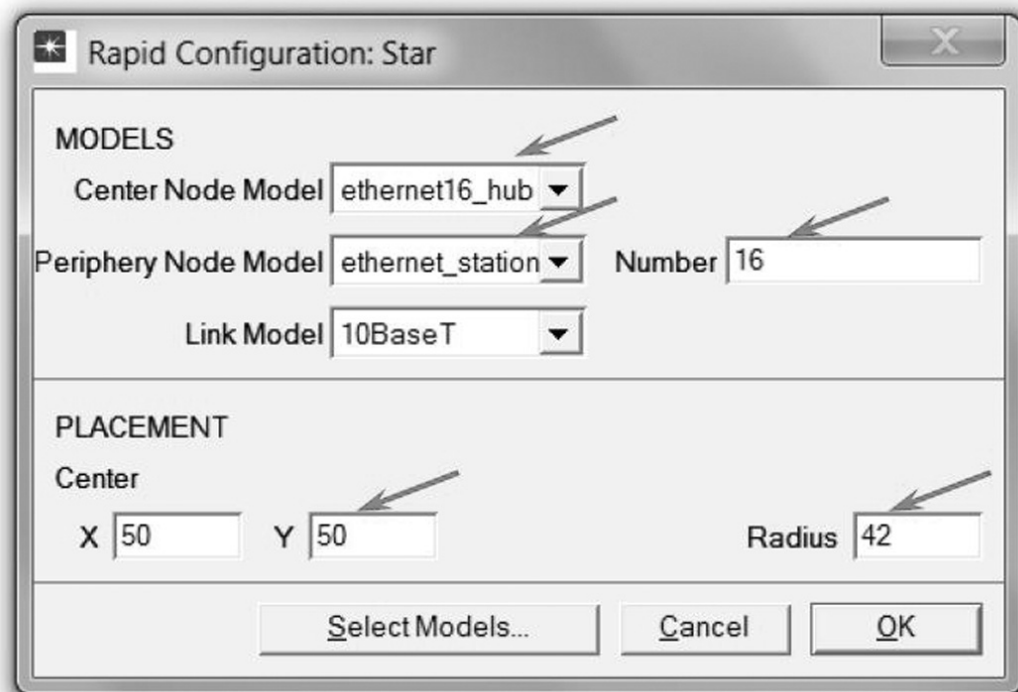 Rapid Configuration: Star
X
MODELS
Center Node Model ethernet16_hub
Periphery Node Model ethernet_station Number 16
Link Model 10BaseT
PLACEMENT
Center
X 50 Y 50 Radius 42
Select Models... Cancel OK